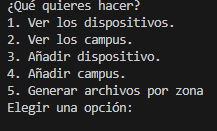 ¿Qué quieres hacer?
1. Ver los dispositivos.
2. Ver los campus.
3. Añadir dispositivo.
4. Añadir campus.
5. Generar archivos por zona
Elegir una opción: